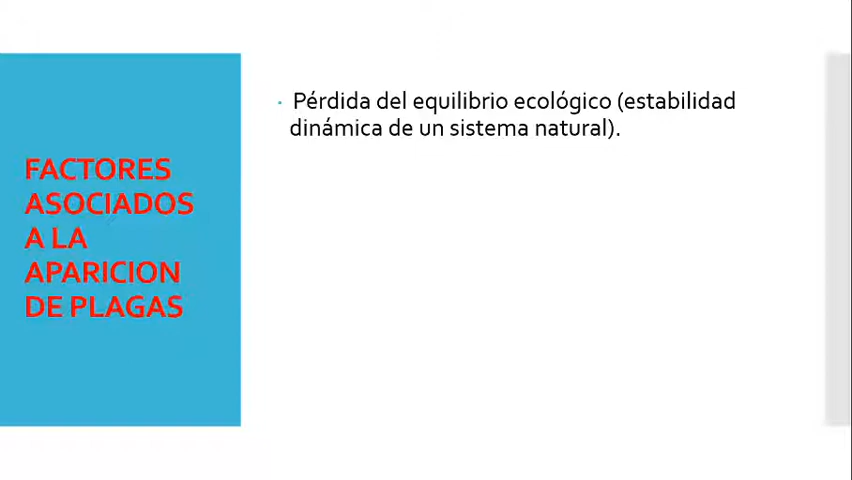 FACTORES
ASOCIADOS
A LA
APARICION
DE PLAGAS
• Pérdida del equilibrio ecológico (estabilidad
dinámica de un sistema natural).